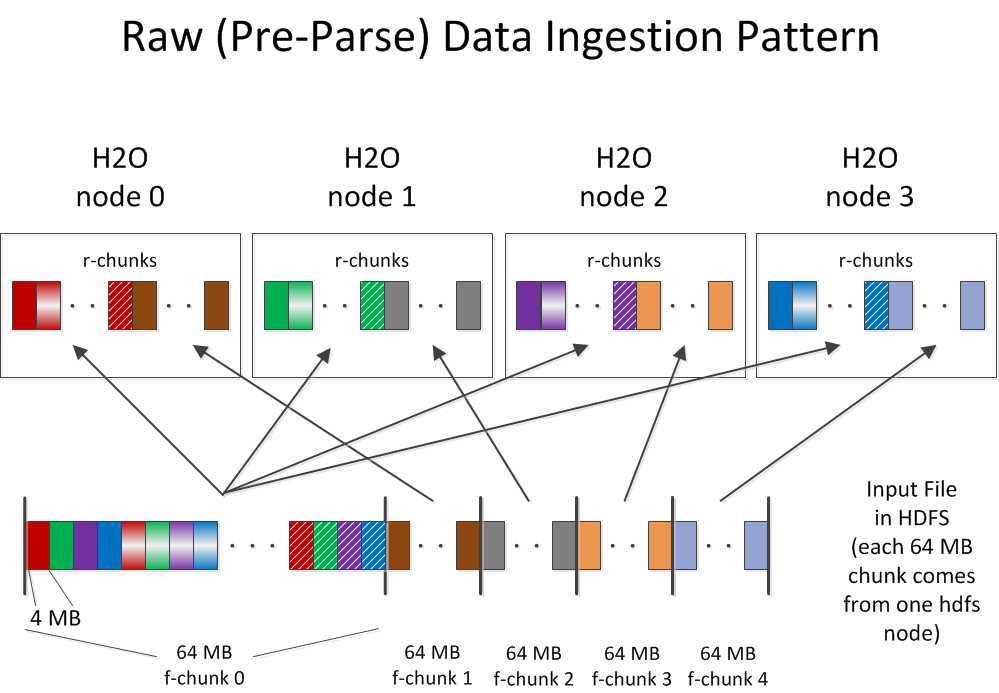 Raw (Pre-Parse) Data Ingestion Pattern
H2O
node 0
H2O
node 1
H2O
node 2
H2O
node 3
r-chunks
r-chunks
r-chunks
r-chunks
Input File
in HDFS
(each 64 MB
chunk comes
from one hdfs
node)
4 MB
64 MB
f-chunk 0
64 MB
f-chunk 1
64 MB
f-chunk 2
64 MB
f-chunk 3
64 MB
f-chunk 4